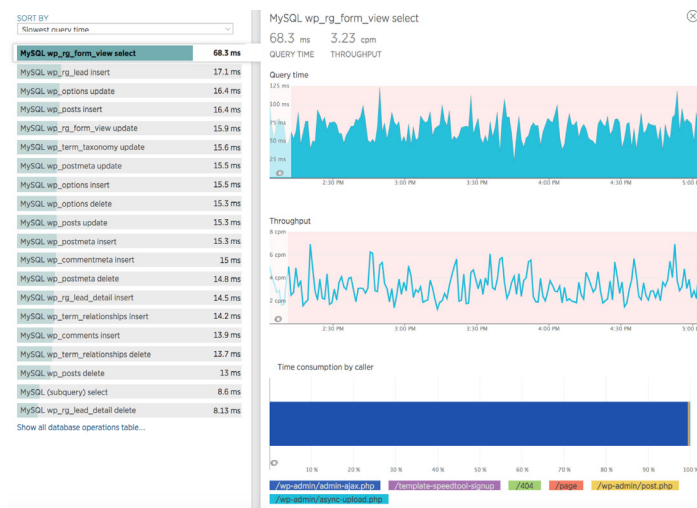 SORT BY
Slowest query time
MySQL wp_rg_form_view select 68.3 ms
MySQL wp_rg_lead insert 17.1 ms
MySQL wp_options update 16.4 ms
MySQL wp_posts insert 16.4 ms
MySQL wp_rg_form_view update 15.9 ms
MySQL wp_term_taxonomy update 15.6 ms
MySQL wp_postmeta update 15.5 ms
MySQL wp_options insert 15.5 ms
MySQL wp_options delete 15.3 ms
MySQL wp_posts update 15.3 ms
MySQL wp_postmeta insert 15.3 ms
MySQL wp_commentmeta insert 15 ms
MySQL wp_postmeta delete 14.8 ms
MySQL wp_rg_lead_detail insert 14.5 ms
MySQL wp_term_relationships insert 14.2 ms
MySQL wp_comments insert 13.9 ms
MySQL wp_term_relationships delete 13.7 ms
MySQL wp_posts delete 13 ms
MySQL (subquery) select 8.6 ms
MySQL wp_rg_lead_detail delete 8.13 ms
Show all database operations table...
MySQL wp_rg_form_view select
68.3 ms 3.23 cpm
QUERY TIME THROUGHPUT
Query time
125 ms
100 ms
75 ms
50 ms
25 ms
2:30 PM 3:00 PM 3:30 PM 4:00 PM 4:30 PM 5:00
Throughput
8 cpm
6 cpm
4 cpm
2 cpm
2:30 PM 3:00 PM 3:30 PM 4:00 PM 4:30 PM 5:00
Time consumption by caller
10 % 20 % 30 % 40 % 50 % 60 % 70 % 80 % 90 % 100 %
/wp-admin/admin-ajax.php /template-speedtool-signup /404 /page /wp-admin/post.php
/wp-admin/async-upload.php